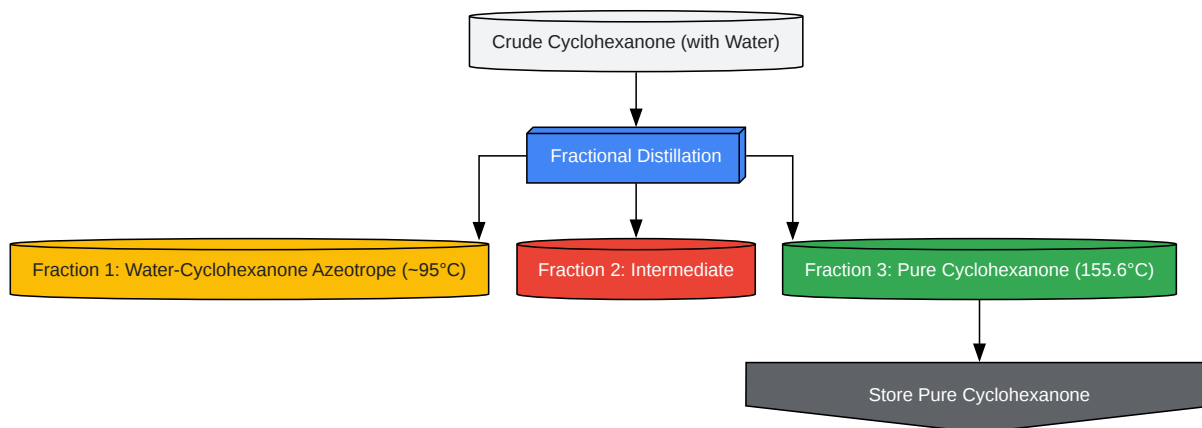 Crude Cyclohexanone (with Water)
Fractional Distillation
Fraction 1: Water-Cyclohexanone Azeotrope (~95°C)
Fraction 2: Intermediate
Fraction 3: Pure Cyclohexanone (155.6°C)
Store Pure Cyclohexanone